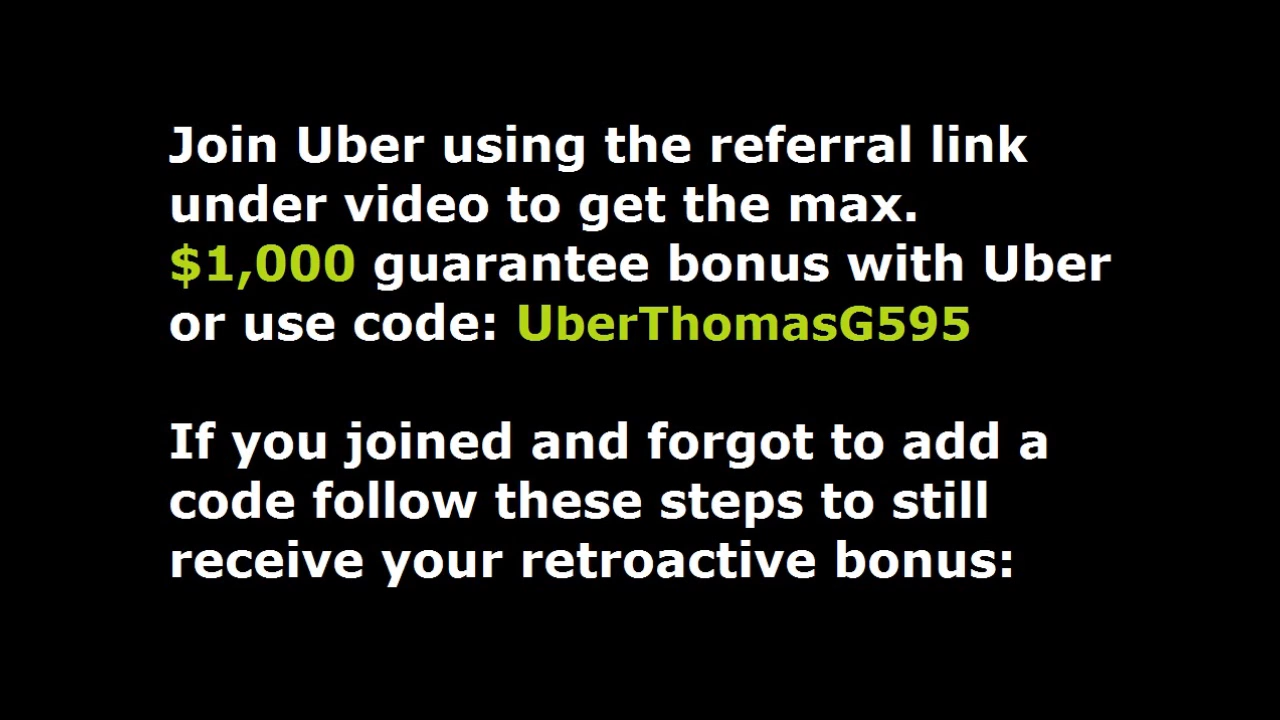 Join Uber using the referral link
under video to get the max.
$1,000 guarantee bonus with Uber
or use code: UberThomasG595
If you joined and forgot to add a
code follow these steps to still
receive your retroactive bonus: